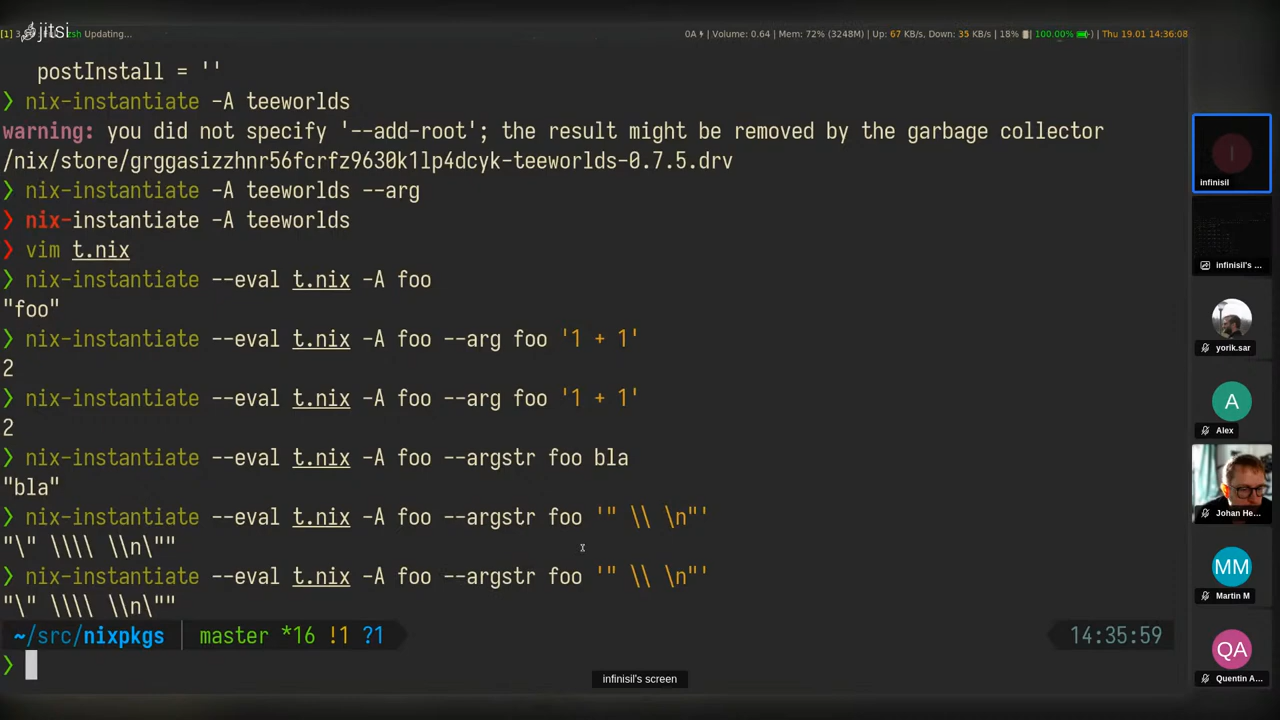 [1] 3 zsh Updating...
jitsi
0A ⚡ | Volume: 0.64 | Mem: 72% (3248M) | Up: 67 KB/s, Down: 35 KB/s | 18% | 100.00% | Thu 19.01 14:36:08
postInstall = ''
❯ nix-instantiate -A teeworlds
warning: you did not specify '--add-root'; the result might be removed by the garbage collector
/nix/store/grggasizzhnr56fcrfz9630k1lp4dcyk-teeworlds-0.7.5.drv
❯ nix-instantiate -A teeworlds --arg
❯ nix-instantiate -A teeworlds
❯ vim t.nix
❯ nix-instantiate --eval t.nix -A foo
"foo"
❯ nix-instantiate --eval t.nix -A foo --arg foo '1 + 1'
2
❯ nix-instantiate --eval t.nix -A foo --arg foo '1 + 1'
2
❯ nix-instantiate --eval t.nix -A foo --argstr foo bla
"bla"
❯ nix-instantiate --eval t.nix -A foo --argstr foo '" \\ \n"'
"\" \\\\ \\n\""
❯ nix-instantiate --eval t.nix -A foo --argstr foo '" \\ \n"'
"\" \\\\ \\n\""
~/src/nixpkgs master *16 !1 ?1 14:35:59
❯
infinisil's screen
I
infinisil
infinisil's ...
yorik.sar
A
Alex
Johan He...
MM
Martin M
QA
Quentin A...